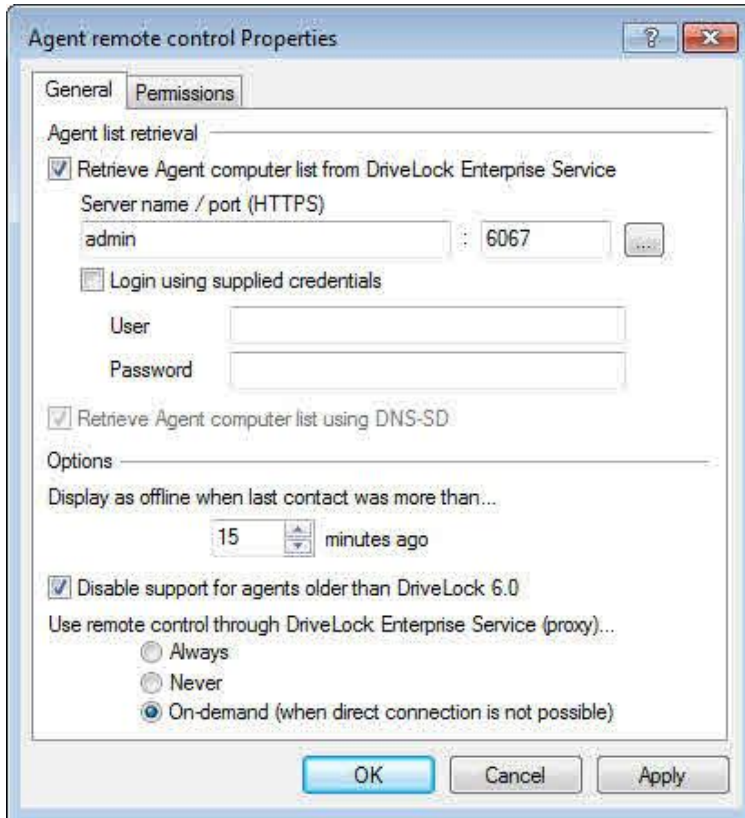 Agent remote control Properties
General
Permissions
Agent list retrieval
Retrieve Agent computer list from DriveLock Enterprise Service
Server name / port (HTTPS)
admin : 6067 ...
Login using supplied credentials
User
Password
Retrieve Agent computer list using DNS-SD
Options
Display as offline when last contact was more than...
15 minutes ago
Disable support for agents older than DriveLock 6.0
Use remote control through DriveLock Enterprise Service (proxy)...
Always
Never
On-demand (when direct connection is not possible)
OK Cancel Apply